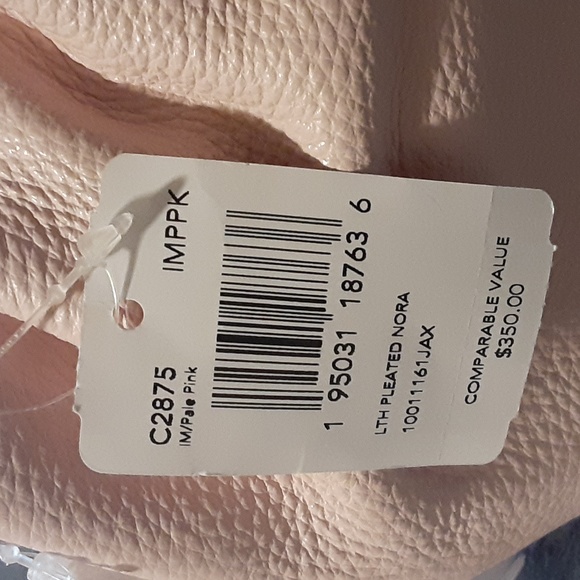 C2875 IMPPK
IM/Pale Pink
1 95031 18763 6
LTH PLEATED NORA
10011161JAX
COMPARABLE VALUE
$350.00